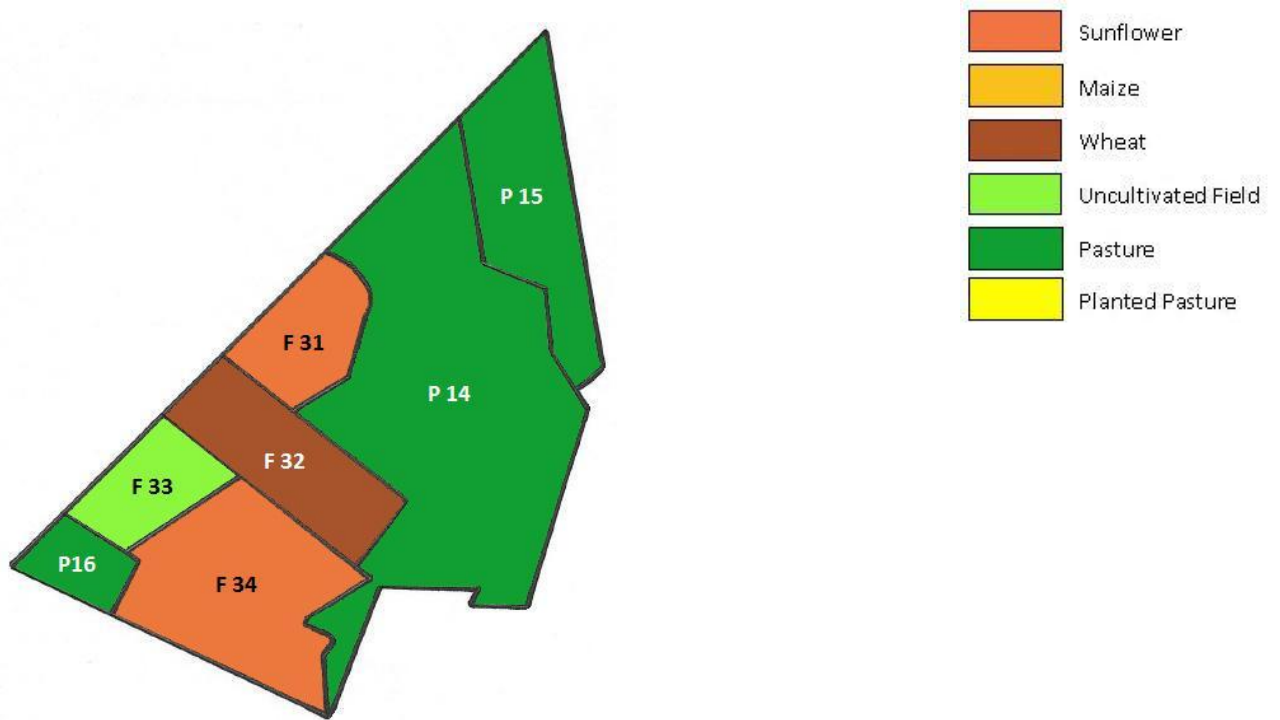 Sunflower
Maize
Wheat
Uncultivated Field
Pasture
Planted Pasture
P 15
F 31
P 14
F 32
F 33
P16
F 34